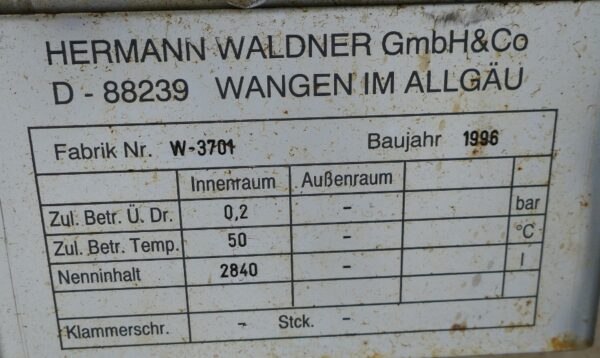 HERMANN WALDNER GmbH&Co
D - 88239 WANGEN IM ALLGÄU
Fabrik Nr. W-3701 Baujahr 1996
Innenraum Außenraum
Zul. Betr. Ü. Dr. 0,2 - bar
Zul. Betr. Temp. 50 - °C
Nenninhalt 2840 - l
Klammerschr. - Stck. -